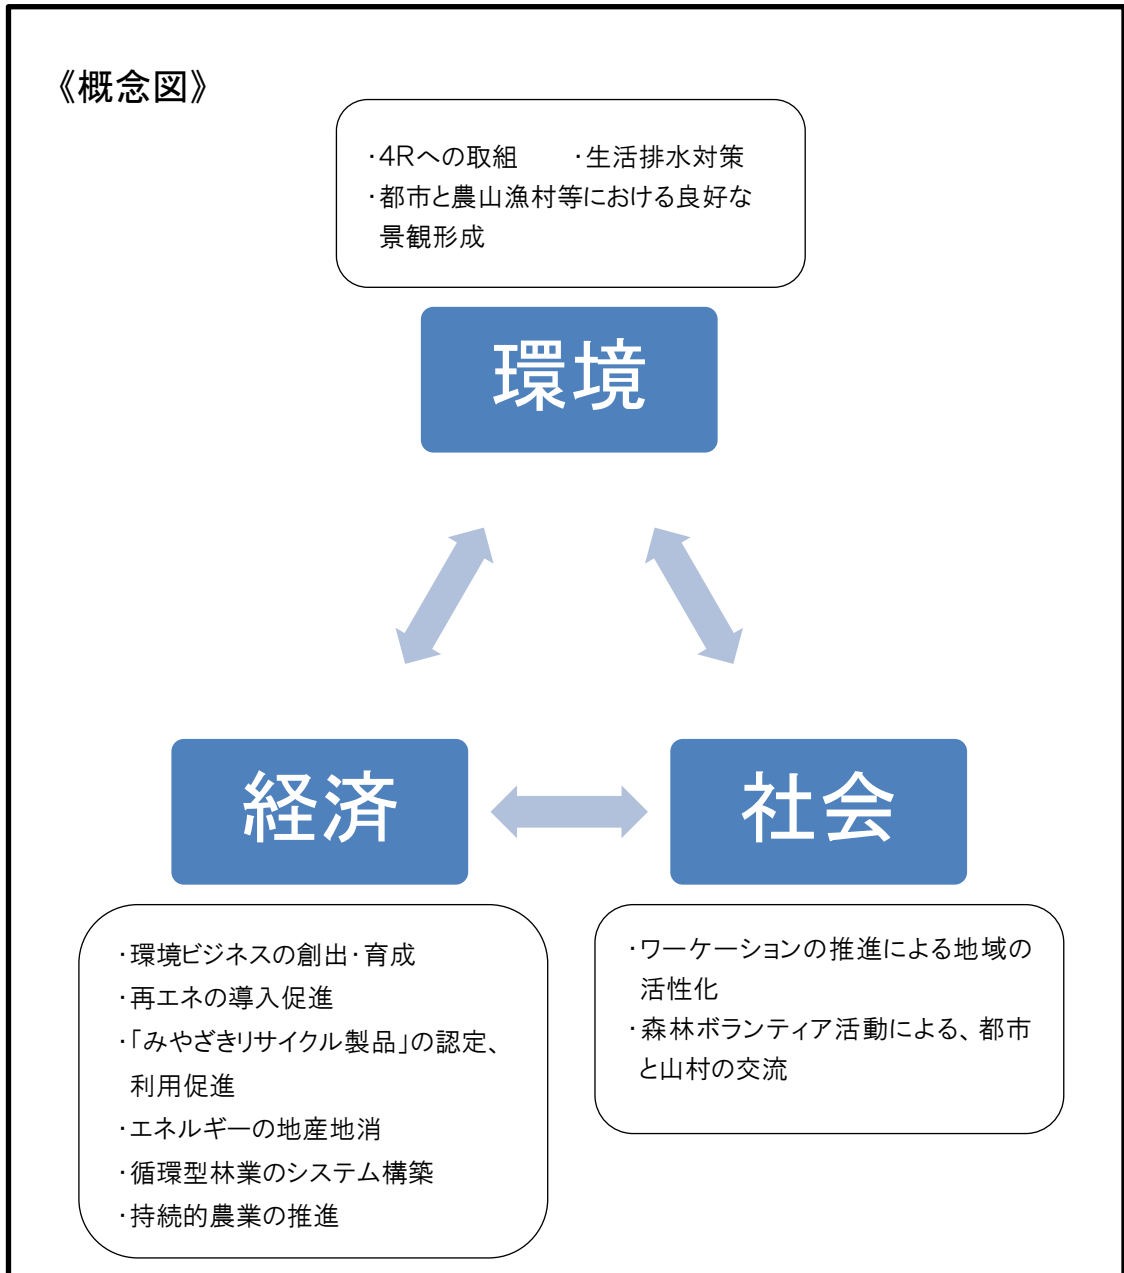 《概念図》
・4Rへの取組　　・生活排水対策
・都市と農山漁村等における良好な
景観形成
環境
経済
社会
・環境ビジネスの創出・育成
・再エネの導入促進
・「みやざきリサイクル製品」の認定、
利用促進
・エネルギーの地産地消
・循環型林業のシステム構築
・持続的農業の推進
・ワーケーションの推進による地域の
活性化
・森林ボランティア活動による、都市
と山村の交流